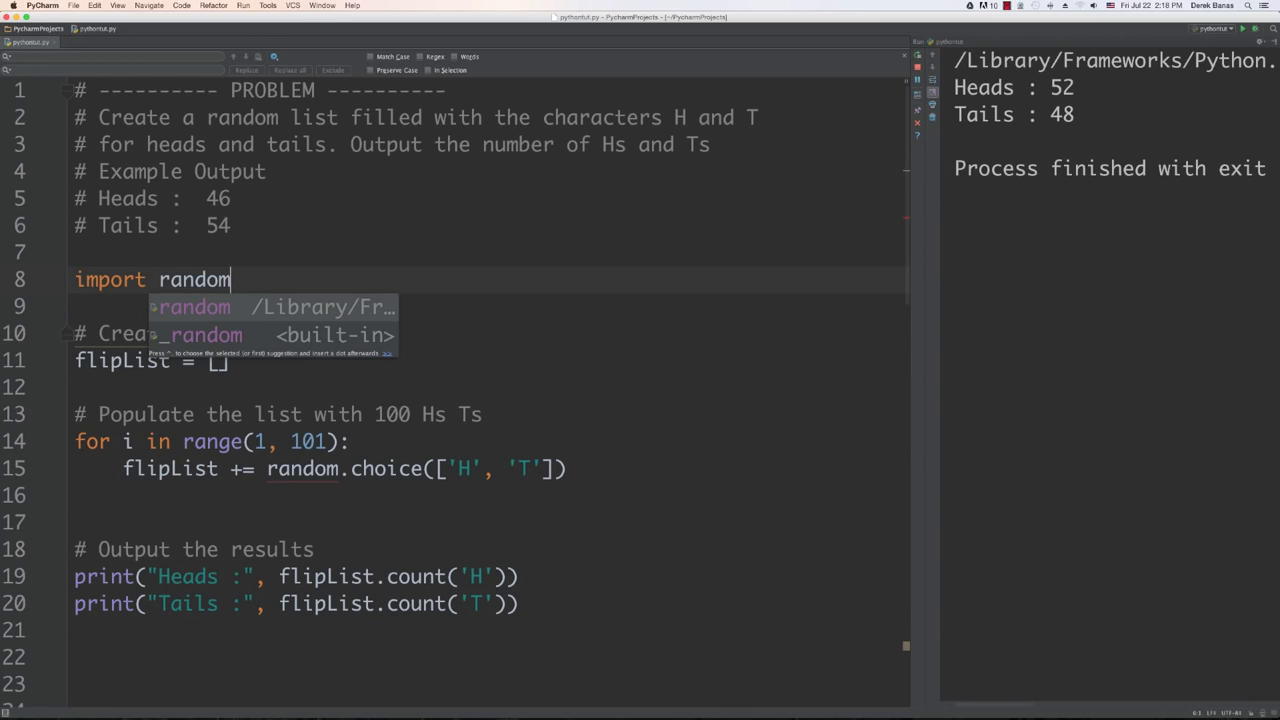 PyCharm File Edit View Navigate Code Refactor Run Tools VCS Window Help
10 Fri Jul 22 2:18 PM Derek Banas
pythontut.py - PycharmProjects - [~/PycharmProjects]
PycharmProjects pythontut.py pythontut
pythontut.py Run pythontut
Match Case Regex Words
Replace Replace all Exclude Preserve Case In Selection
1 # ---------- PROBLEM ----------
2 # Create a random list filled with the characters H and T
3 # for heads and tails. Output the number of Hs and Ts
4 # Example Output
5 # Heads :  46
6 # Tails :  54
7
8 import random
random /Library/Fr…
_random <built-in>
Press ^. to choose the selected (or first) suggestion and insert a dot afterwards >>
9
10 # Crea
11 flipList = []
12
13 # Populate the list with 100 Hs Ts
14 for i in range(1, 101):
15     flipList += random.choice(['H', 'T'])
16
17
18 # Output the results
19 print("Heads :", flipList.count('H'))
20 print("Tails :", flipList.count('T'))
21
22
23
/Library/Frameworks/Python.
Heads : 52
Tails : 48
Process finished with exit